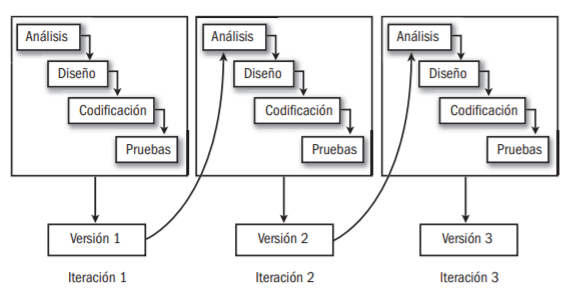 Análisis
Diseño
Codificación
Pruebas
Versión 1
Iteración 1
Análisis
Diseño
Codificación
Pruebas
Versión 2
Iteración 2
Análisis
Diseño
Codificación
Pruebas
Versión 3
Iteración 3